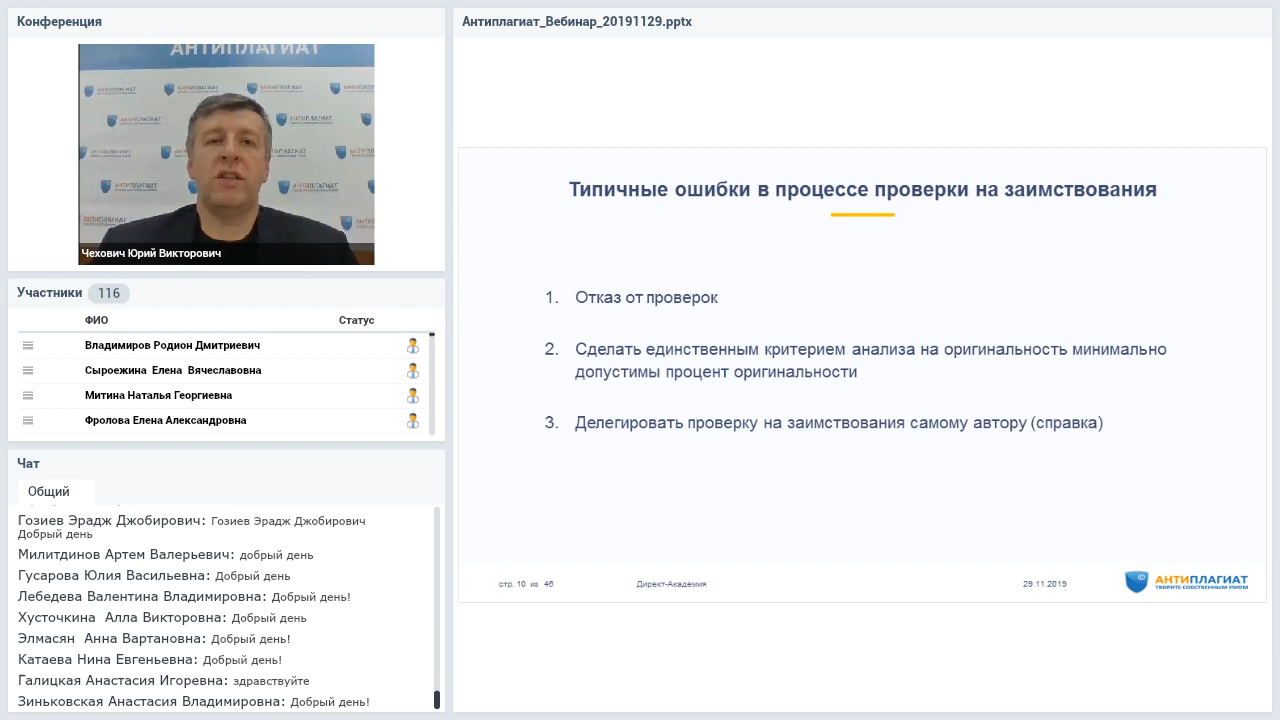 Конференция
АНТИПЛАГИАТ
АНТИПЛАГИАТ
Чехович Юрий Викторович
Участники 116
ФИО Статус
Владимиров Родион Дмитриевич
Сыроежина Елена Вячеславовна
Митина Наталья Георгиевна
Фролова Елена Александровна
Чат
Общий
Гозиев Эрадж Джобирович: Гозиев Эрадж Джобирович
Добрый день
Милитдинов Артем Валерьевич: добрый день
Гусарова Юлия Васильевна: Добрый день
Лебедева Валентина Владимировна: Добрый день!
Хусточкина Алла Викторовна: Добрый день
Элмасян Анна Вартановна: Добрый день!
Катаева Нина Евгеньевна: Добрый день!
Галицкая Анастасия Игоревна: здравствуйте
Зиньковская Анастасия Владимировна: Добрый день!
Антиплагиат_Вебинар_20191129.pptx
Типичные ошибки в процессе проверки на заимствования
1. Отказ от проверок
2. Сделать единственным критерием анализа на оригинальность минимально
допустимы процент оригинальности
3. Делегировать проверку на заимствования самому автору (справка)
стр. 10 из 46 Директ-Академия 29.11.2019
АНТИПЛАГИАТ
ТВОРИТЕ СОБСТВЕННЫМ УМОМ